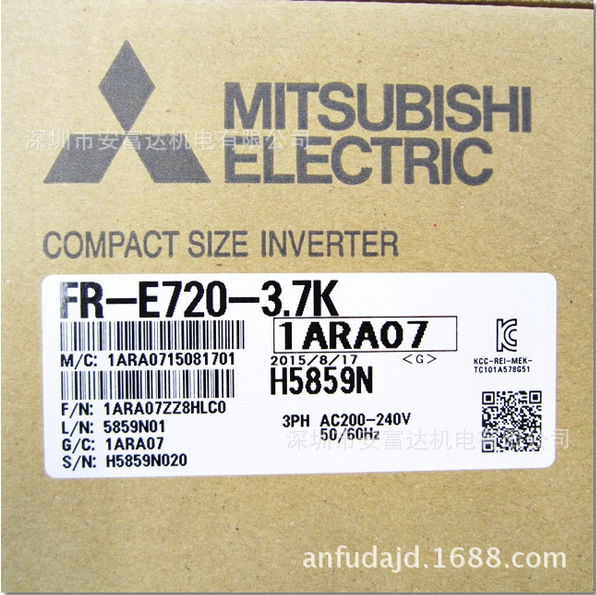 MITSUBISHI
ELECTRIC
深圳市安富达机电有限公司
COMPACT SIZE INVERTER
FR-E720-3.7K
1ARA07
M/C: 1ARA0715081701
2015/8/17 <G>
H5859N
KCC-REI-MEK-
TC101A578G51
F/N: 1ARA07ZZ8HLC0
L/N: 5859N01
G/C: 1ARA07
S/N: H5859N020
3PH AC200-240V
50/60Hz
深圳市安富达机电有限公司
anfudajd.1688.com